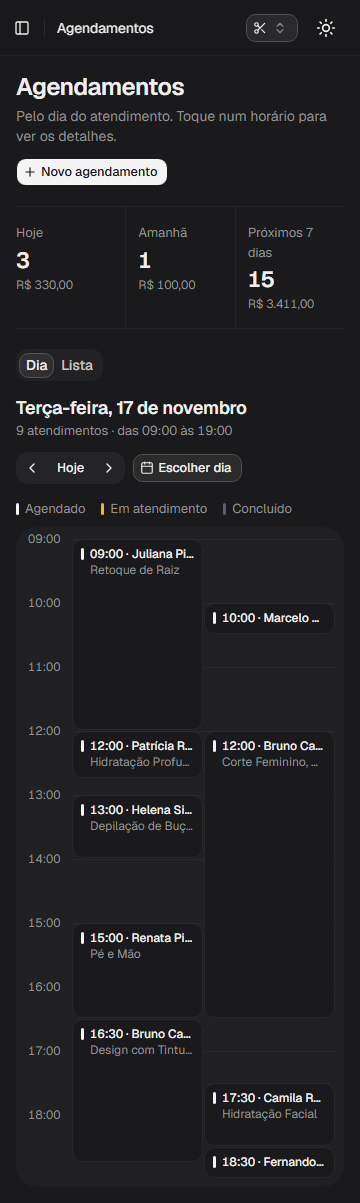 Agendamentos
Agendamentos
Pelo dia do atendimento. Toque num horário para
ver os detalhes.
+ Novo agendamento
Hoje
3
R$ 330,00
Amanhã
1
R$ 100,00
Próximos 7
dias
15
R$ 3.411,00
Dia Lista
Terça-feira, 17 de novembro
9 atendimentos · das 09:00 às 19:00
Hoje
Escolher dia
Agendado Em atendimento Concluído
09:00
09:00 · Juliana Pi...
Retoque de Raiz
10:00
10:00 · Marcelo ...
11:00
12:00
12:00 · Patrícia R...
Hidratação Profu...
12:00 · Bruno Ca...
Corte Feminino, ...
13:00
13:00 · Helena Si...
Depilação de Buç...
14:00
15:00
15:00 · Renata Pi...
Pé e Mão
16:00
16:30 · Bruno Ca...
Design com Tintu...
17:00
17:30 · Camila R...
Hidratação Facial
18:00
18:30 · Fernando...